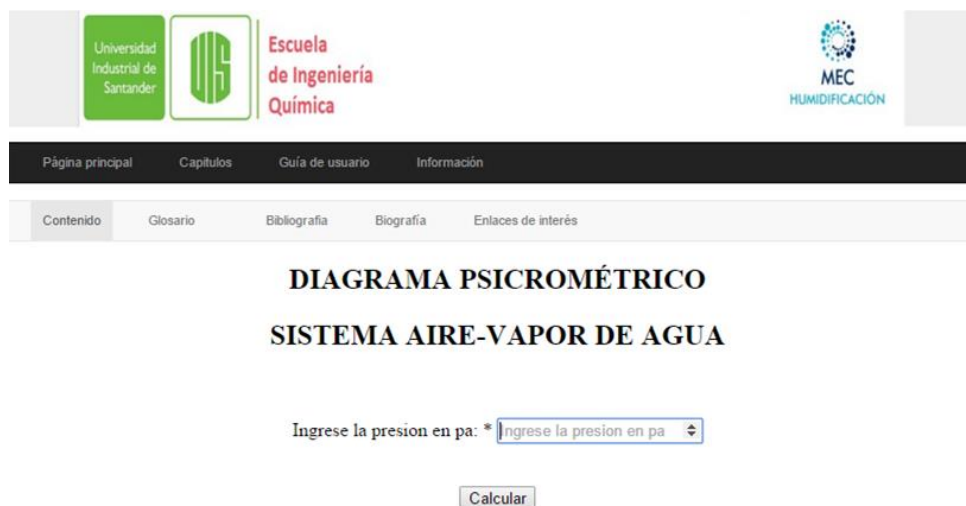 Universidad
Industrial de
Santander
UIS
Escuela
de Ingeniería
Química
MEC
HUMIDIFICACIÓN
Página principal Capitulos Guía de usuario Información
Contenido Glosario Bibliografia Biografía Enlaces de interés
DIAGRAMA PSICROMÉTRICO
SISTEMA AIRE-VAPOR DE AGUA
Ingrese la presion en pa: * Ingrese la presion en pa
Calcular